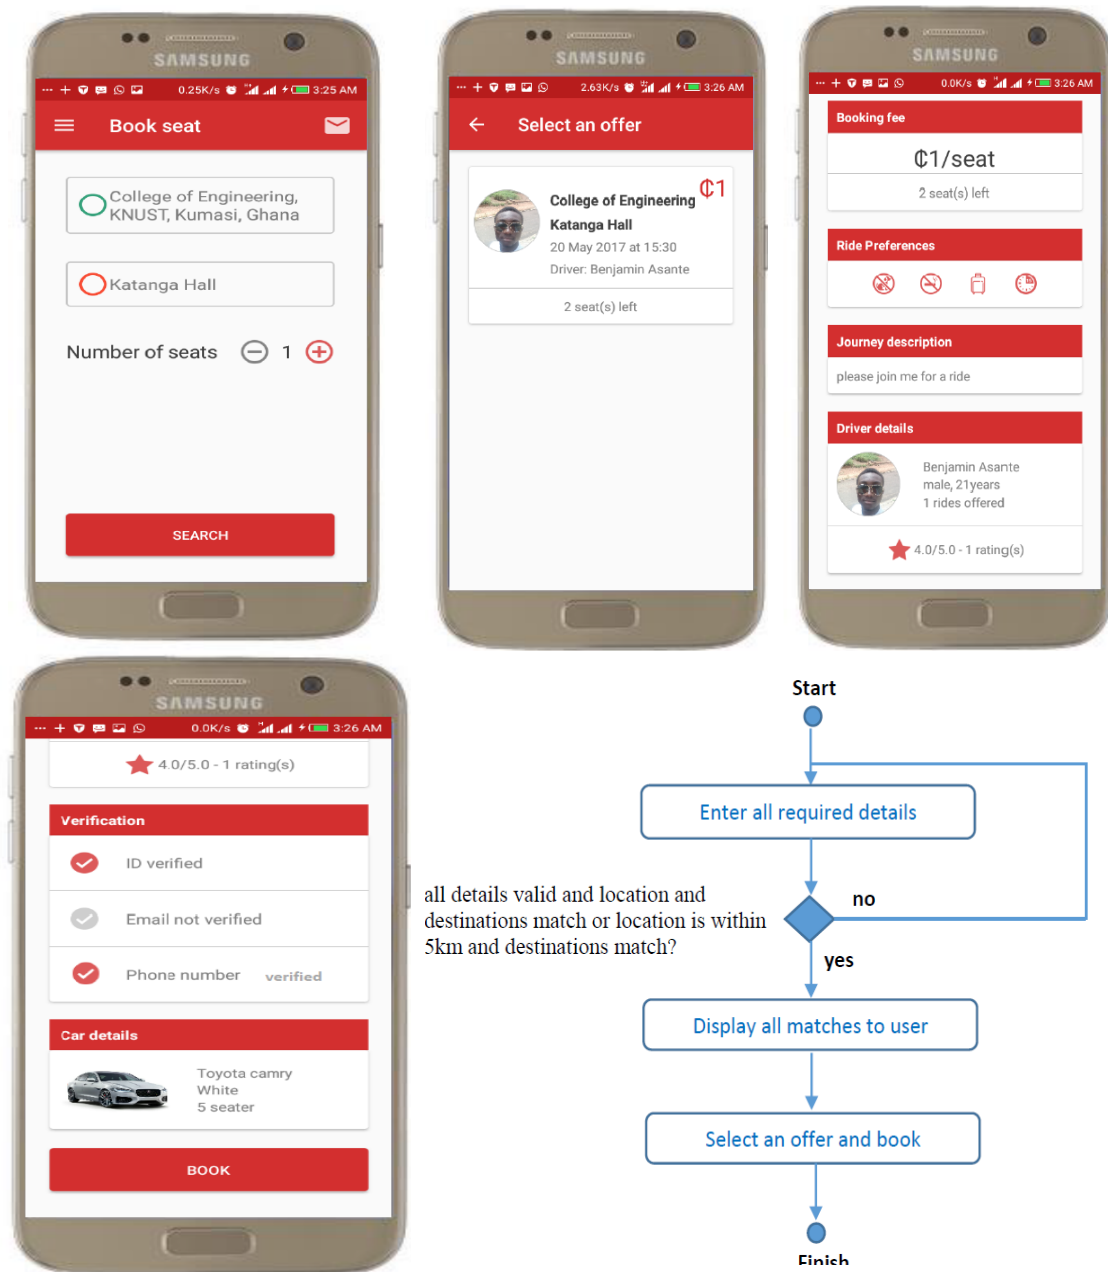 SAMSUNG
0.25K/s 3:25 AM
Book seat
College of Engineering,
KNUST, Kumasi, Ghana
Katanga Hall
Number of seats 1
SEARCH
SAMSUNG
2.63K/s 3:26 AM
Select an offer
College of Engineering ₵1
Katanga Hall
20 May 2017 at 15:30
Driver: Benjamin Asante
2 seat(s) left
SAMSUNG
0.0K/s 3:26 AM
Booking fee
₵1/seat
2 seat(s) left
Ride Preferences
Journey description
please join me for a ride
Driver details
Benjamin Asante
male, 21years
1 rides offered
4.0/5.0 - 1 rating(s)
SAMSUNG
0.0K/s 3:26 AM
4.0/5.0 - 1 rating(s)
Verification
ID verified
Email not verified
Phone number verified
Car details
Toyota camry
White
5 seater
BOOK
Start
Enter all required details
all details valid and location and
destinations match or location is within
5km and destinations match?
no
yes
Display all matches to user
Select an offer and book
Finish